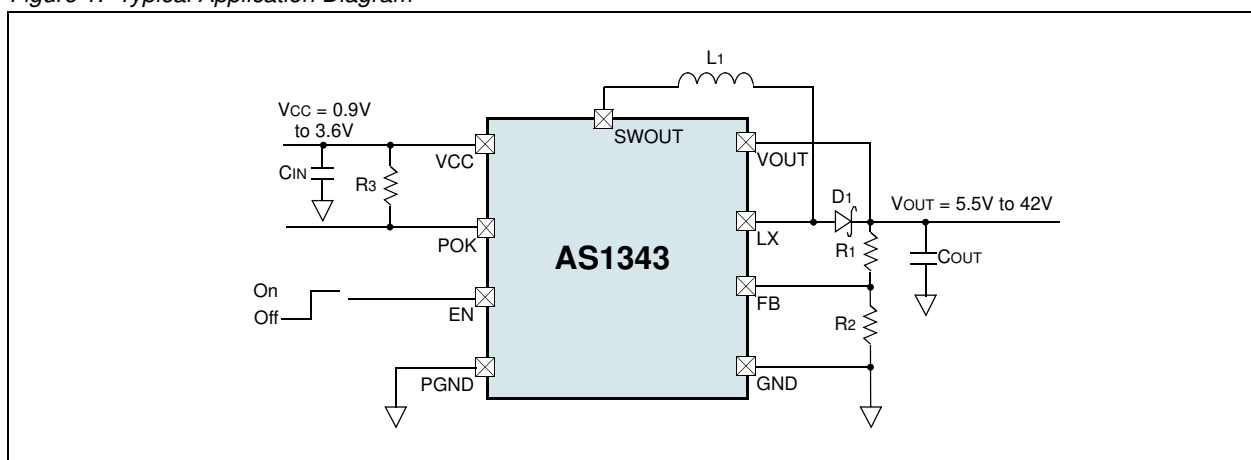 Figure 1. Typical Application Diagram
L1
VCC = 0.9V
to 3.6V
SWOUT
VCC
VOUT
CIN
R3
D1
VOUT = 5.5V to 42V
POK
LX
R1
COUT
AS1343
On
Off
EN
FB
R2
PGND
GND